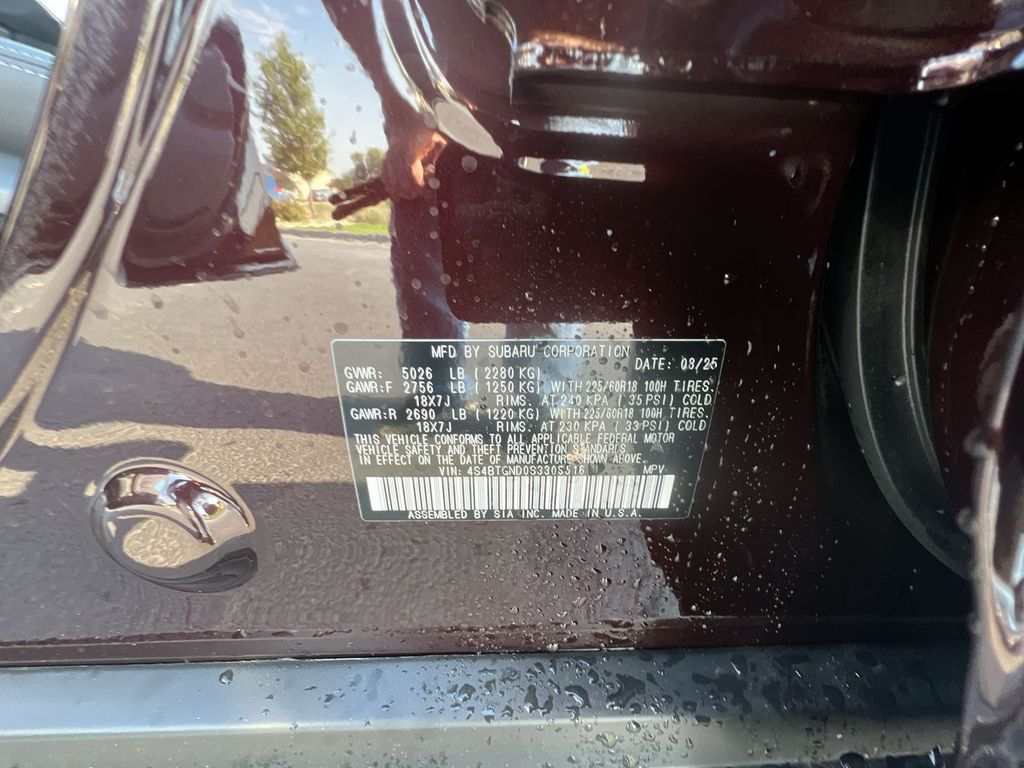 MFD BY SUBARU CORPORATION DATE: 03/25
GVWR: 5026 LB (2280 KG)
GAWR:F 2756 LB (1250 KG) WITH 225/60R18 100H TIRES.
18X7J RIMS. AT 240 KPA (35 PSI) COLD
GAWR:R 2690 LB (1220 KG) WITH 225/60R18 100H TIRES.
18X7J RIMS. AT 230 KPA (33 PSI) COLD
THIS VEHICLE CONFORMS TO ALL APPLICABLE FEDERAL MOTOR
VEHICLE SAFETY AND THEFT PREVENTION STANDARDS
IN EFFECT ON THE DATE OF MANUFACTURE SHOWN ABOVE.
VIN: 4S4BTGND0S330S516 MPV
ASSEMBLED BY SIA INC. MADE IN U.S.A.